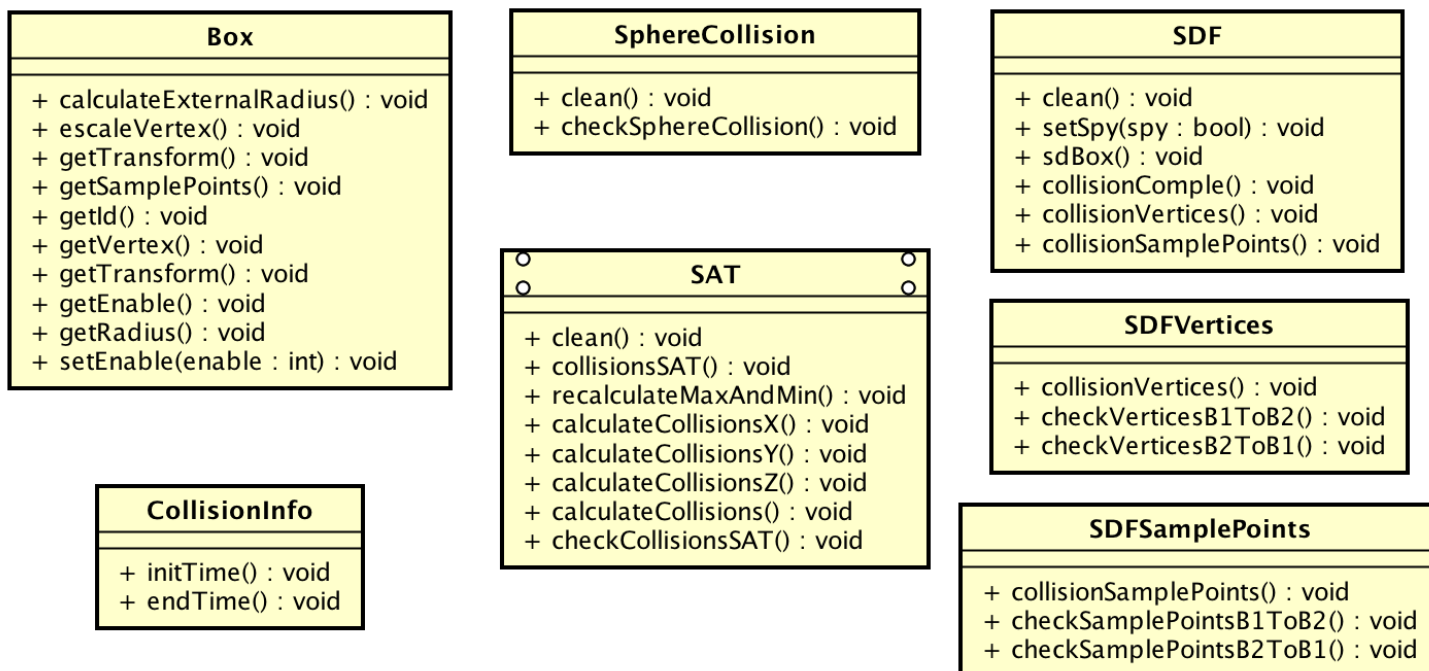 Box
+ calculateExternalRadius() : void
+ escaleVertex() : void
+ getTransform() : void
+ getSamplePoints() : void
+ getId() : void
+ getVertex() : void
+ getTransform() : void
+ getEnable() : void
+ getRadius() : void
+ setEnable(enable : int) : void
SphereCollision
+ clean() : void
+ checkSphereCollision() : void
SDF
+ clean() : void
+ setSpy(spy : bool) : void
+ sdBox() : void
+ collisionComple() : void
+ collisionVertices() : void
+ collisionSamplePoints() : void
SAT
+ clean() : void
+ collisionsSAT() : void
+ recalculateMaxAndMin() : void
+ calculateCollisionsX() : void
+ calculateCollisionsY() : void
+ calculateCollisionsZ() : void
+ calculateCollisions() : void
+ checkCollisionsSAT() : void
SDFVertices
+ collisionVertices() : void
+ checkVerticesB1ToB2() : void
+ checkVerticesB2ToB1() : void
CollisionInfo
+ initTime() : void
+ endTime() : void
SDFSamplePoints
+ collisionSamplePoints() : void
+ checkSamplePointsB1ToB2() : void
+ checkSamplePointsB2ToB1() : void